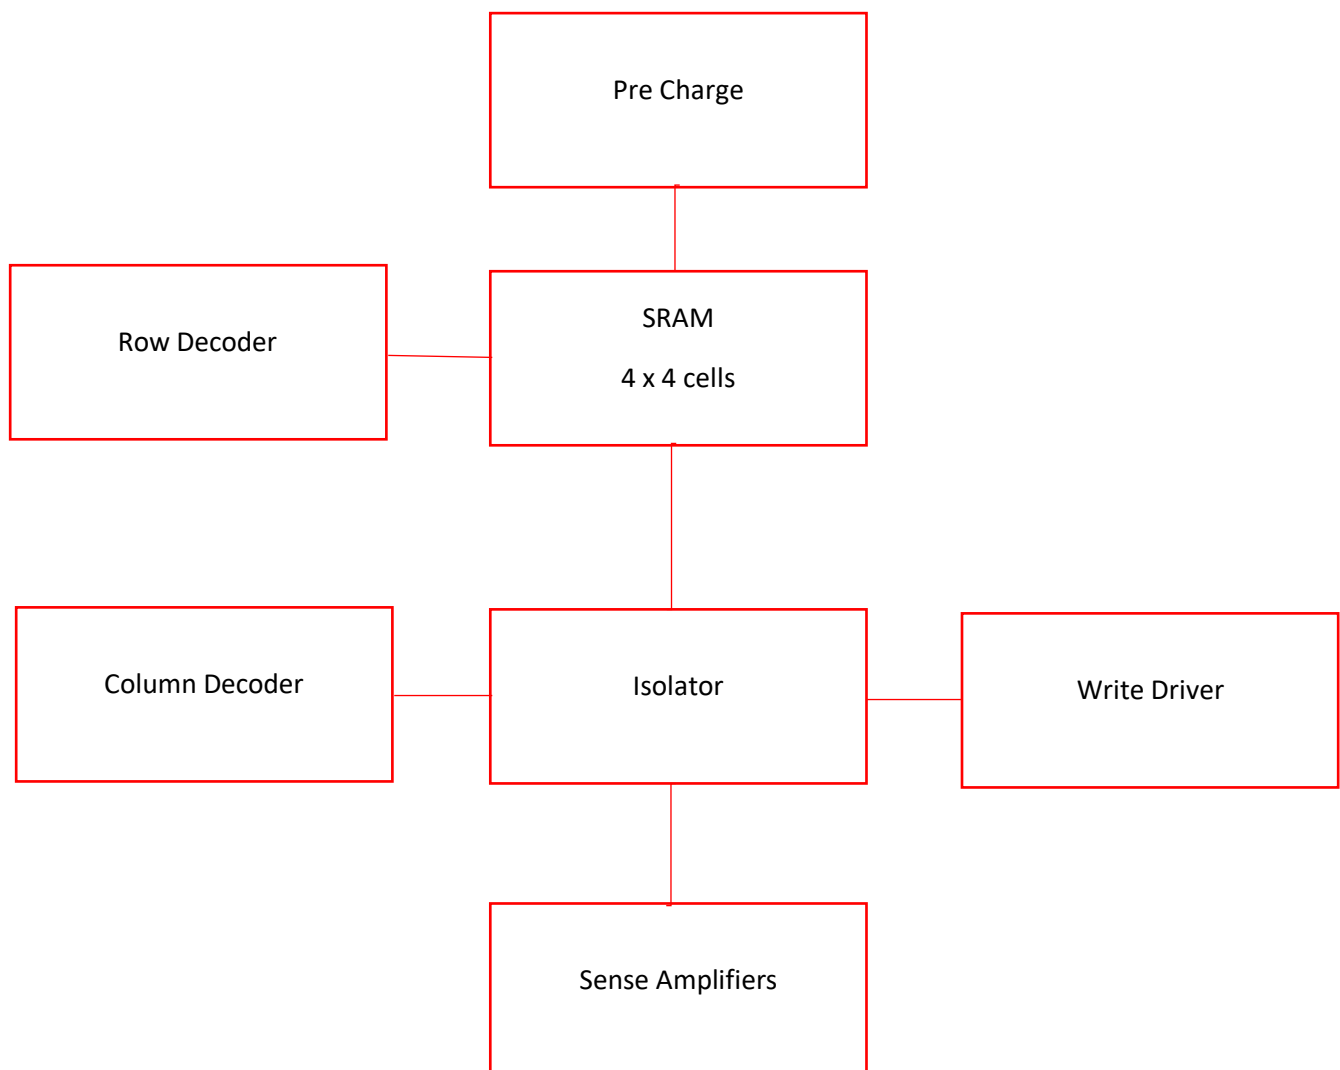 Pre Charge
Row Decoder
SRAM
4 x 4 cells
Column Decoder
Isolator
Write Driver
Sense Amplifiers